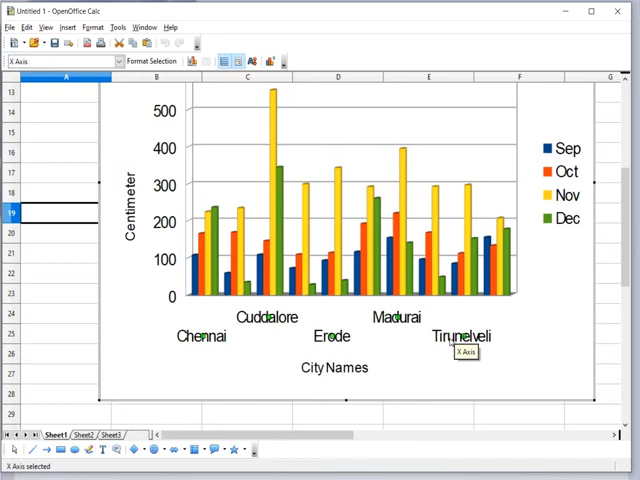 Untitled 1 - OpenOffice Calc
File Edit View Insert Format Tools Window Help
X Axis Format Selection
A B C D E F G
13
14
15
16
17
18
19
20
21
22
23
24
25
26
27
28
29
500
400
300
200
100
0
Centimeter
Sep
Oct
Nov
Dec
Cuddalore Madurai
Chennai Erode Tirunelveli
X Axis
City Names
Sheet1 Sheet2 Sheet3
X Axis selected